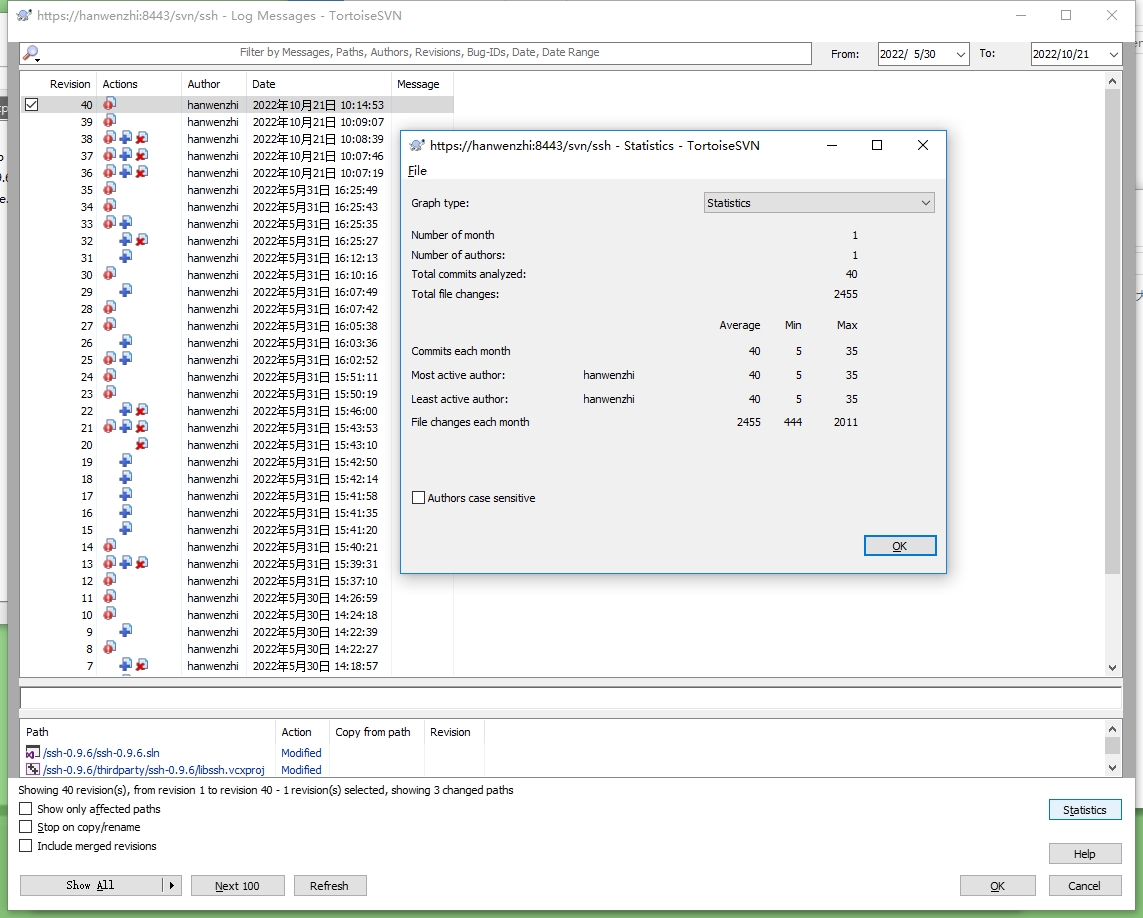 https://hanwenzhi:8443/svn/ssh - Log Messages - TortoiseSVN
Filter by Messages, Paths, Authors, Revisions, Bug-IDs, Date, Date Range
From: 2022/ 5/30 To: 2022/10/21
Revision Actions Author Date Message
40 hanwenzhi 2022年10月21日 10:14:53
39 hanwenzhi 2022年10月21日 10:09:07
38 hanwenzhi 2022年10月21日 10:08:39
37 hanwenzhi 2022年10月21日 10:07:46
36 hanwenzhi 2022年10月21日 10:07:19
35 hanwenzhi 2022年5月31日 16:25:49
34 hanwenzhi 2022年5月31日 16:25:43
33 hanwenzhi 2022年5月31日 16:25:35
32 hanwenzhi 2022年5月31日 16:25:27
31 hanwenzhi 2022年5月31日 16:12:13
30 hanwenzhi 2022年5月31日 16:10:16
29 hanwenzhi 2022年5月31日 16:07:49
28 hanwenzhi 2022年5月31日 16:07:42
27 hanwenzhi 2022年5月31日 16:05:38
26 hanwenzhi 2022年5月31日 16:03:36
25 hanwenzhi 2022年5月31日 16:02:52
24 hanwenzhi 2022年5月31日 15:51:11
23 hanwenzhi 2022年5月31日 15:50:19
22 hanwenzhi 2022年5月31日 15:46:00
21 hanwenzhi 2022年5月31日 15:43:53
20 hanwenzhi 2022年5月31日 15:43:10
19 hanwenzhi 2022年5月31日 15:42:50
18 hanwenzhi 2022年5月31日 15:42:14
17 hanwenzhi 2022年5月31日 15:41:58
16 hanwenzhi 2022年5月31日 15:41:35
15 hanwenzhi 2022年5月31日 15:41:20
14 hanwenzhi 2022年5月31日 15:40:21
13 hanwenzhi 2022年5月31日 15:39:31
12 hanwenzhi 2022年5月31日 15:37:10
11 hanwenzhi 2022年5月30日 14:26:59
10 hanwenzhi 2022年5月30日 14:24:18
9 hanwenzhi 2022年5月30日 14:22:39
8 hanwenzhi 2022年5月30日 14:22:27
7 hanwenzhi 2022年5月30日 14:18:57
https://hanwenzhi:8443/svn/ssh - Statistics - TortoiseSVN
File
Graph type: Statistics
Number of month 1
Number of authors: 1
Total commits analyzed: 40
Total file changes: 2455
Average Min Max
Commits each month 40 5 35
Most active author: hanwenzhi 40 5 35
Least active author: hanwenzhi 40 5 35
File changes each month 2455 444 2011
Authors case sensitive
OK
Path Action Copy from path Revision
/ssh-0.9.6/ssh-0.9.6.sln Modified
/ssh-0.9.6/thirdparty/ssh-0.9.6/libssh.vcxproj Modified
Showing 40 revision(s), from revision 1 to revision 40 - 1 revision(s) selected, showing 3 changed paths
Show only affected paths
Stop on copy/rename
Include merged revisions
Statistics
Help
Show All Next 100 Refresh OK Cancel